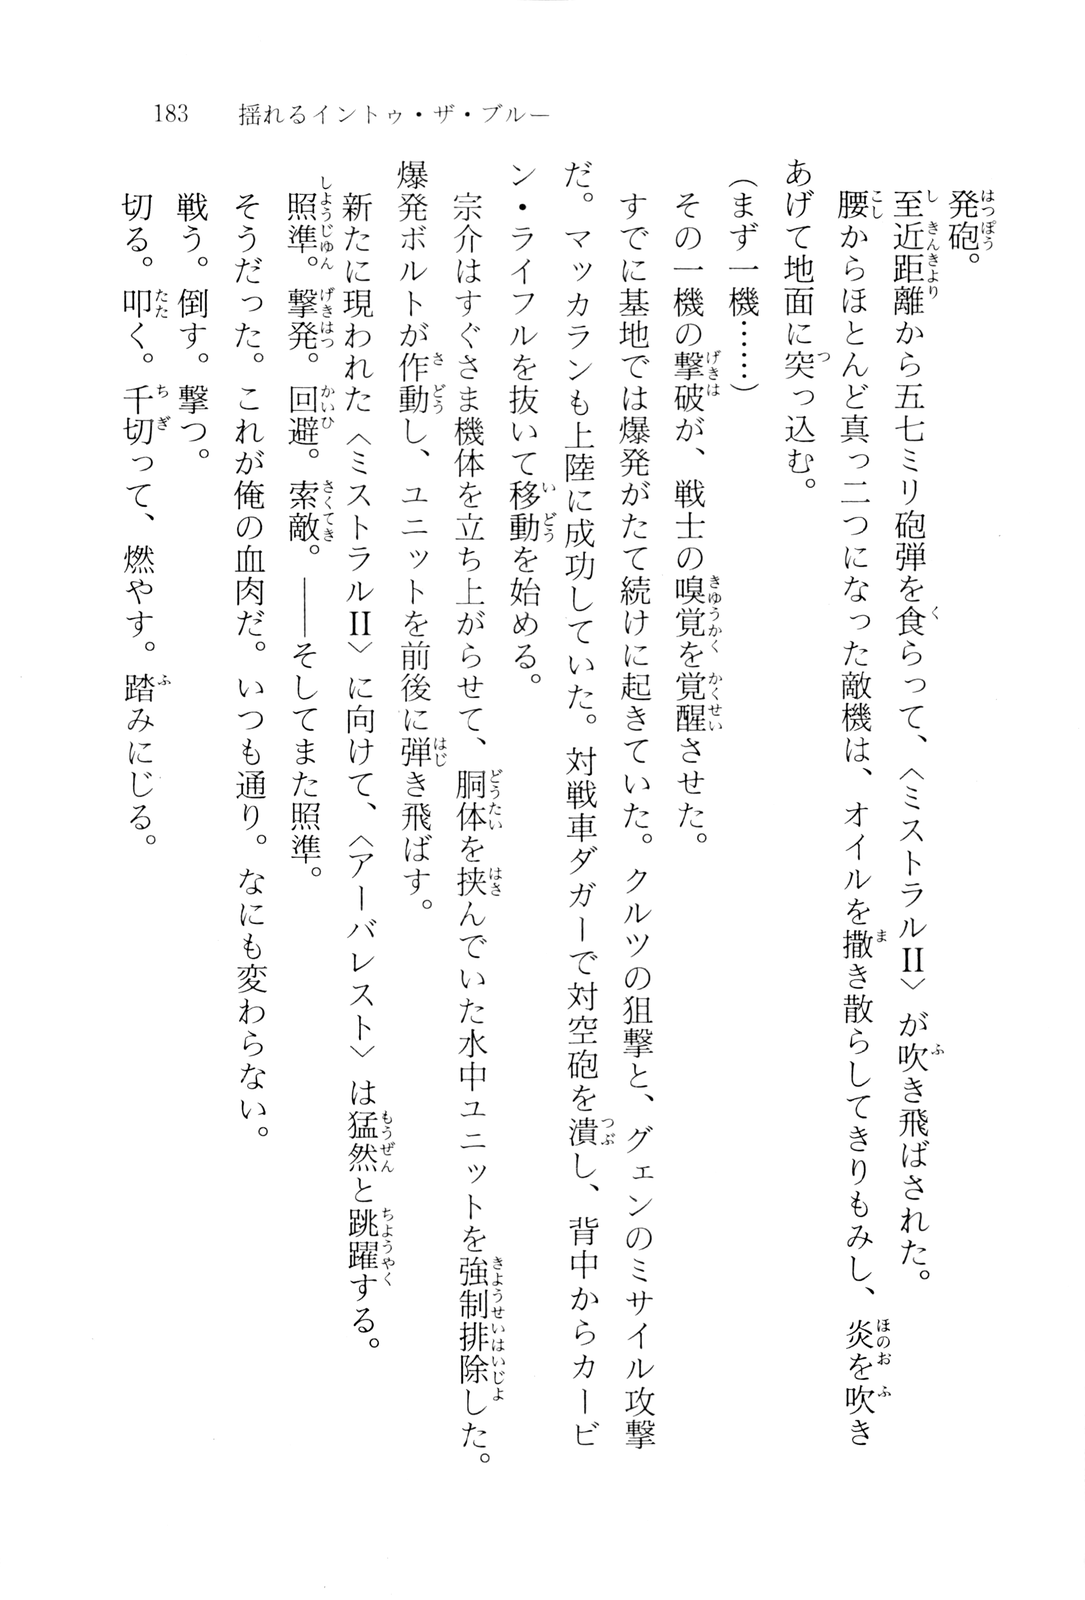 183　揺れるイントゥ・ザ・ブルー
発砲。
至近距離から五七ミリ砲弾を食らって、〈ミストラルII〉が吹き飛ばされた。
腰からほとんど真っ二つになった敵機は、オイルを撒き散らしてきりもみし、炎を吹き
あげて地面に突っ込む。
（まず一機……）
その一機の撃破が、戦士の嗅覚を覚醒させた。
すでに基地では爆発がたて続けに起きていた。クルツの狙撃と、グェンのミサイル攻撃
だ。マッカランも上陸に成功していた。対戦車ダガーで対空砲を潰し、背中からカービ
ン・ライフルを抜いて移動を始める。
宗介はすぐさま機体を立ち上がらせて、胴体を挟んでいた水中ユニットを強制排除した。
爆発ボルトが作動し、ユニットを前後に弾き飛ばす。
新たに現われた〈ミストラルII〉に向けて、〈アーバレスト〉は猛然と跳躍する。
照準。撃発。回避。索敵。――そしてまた照準。
そうだった。これが俺の血肉だ。いつも通り。なにも変わらない。
戦う。倒す。撃つ。
切る。叩く。千切って、燃やす。踏みにじる。